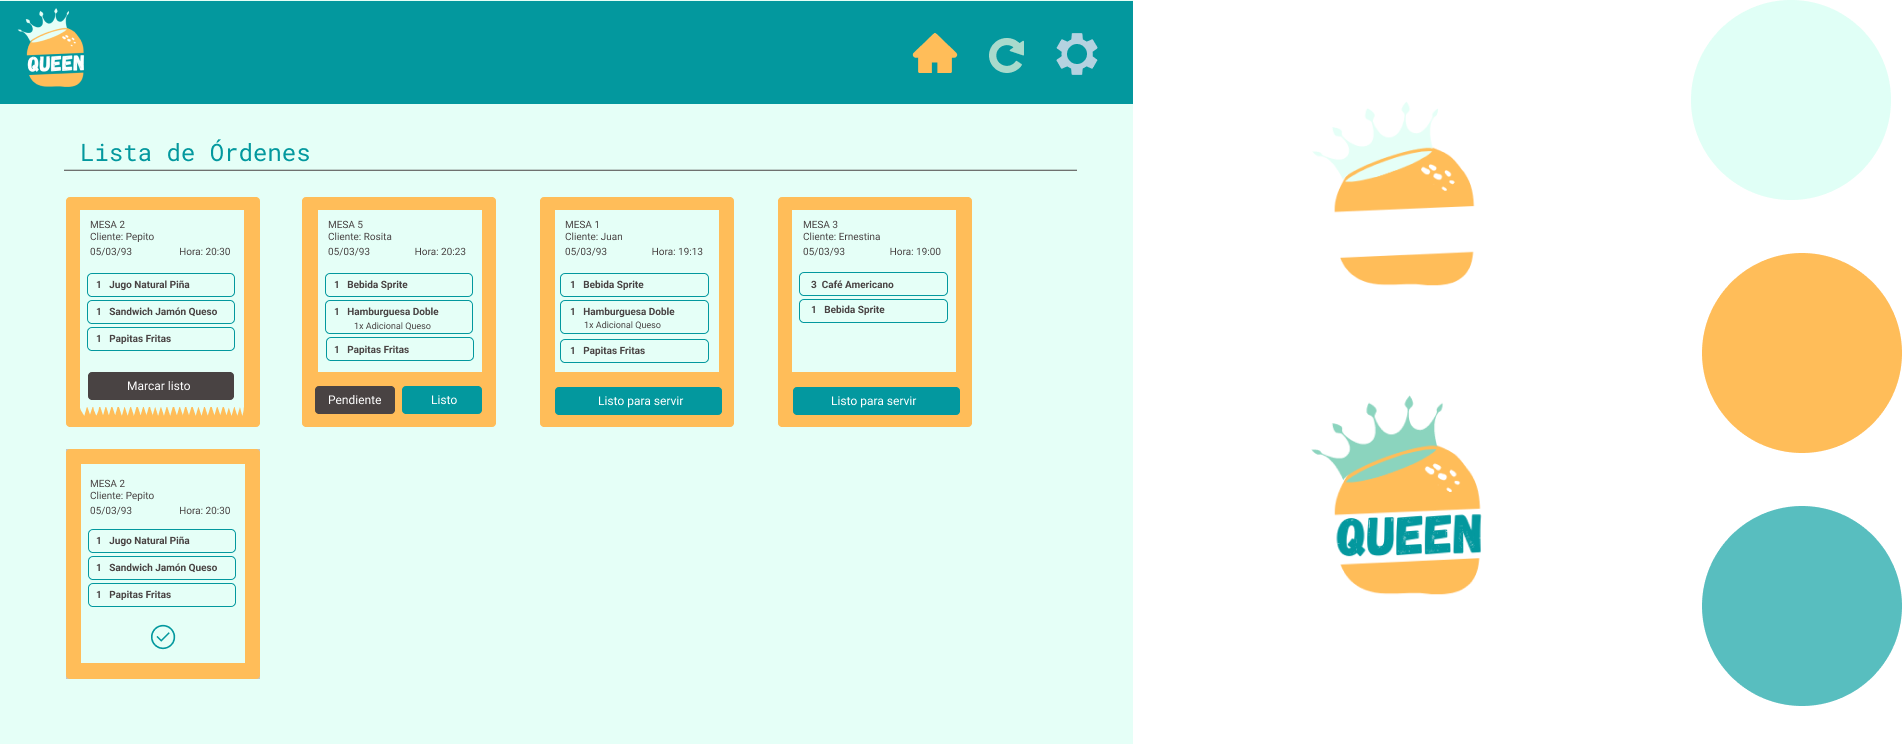 QUEEN
Lista de Órdenes
MESA 2
Cliente: Pepito
05/03/93 Hora: 20:30
1 Jugo Natural Piña
1 Sandwich Jamón Queso
1 Papitas Fritas
Marcar listo
MESA 5
Cliente: Rosita
05/03/93 Hora: 20:23
1 Bebida Sprite
1 Hamburguesa Doble
1x Adicional Queso
1 Papitas Fritas
Pendiente Listo
MESA 1
Cliente: Juan
05/03/93 Hora: 19:13
1 Bebida Sprite
1 Hamburguesa Doble
1x Adicional Queso
1 Papitas Fritas
Listo para servir
MESA 3
Cliente: Ernestina
05/03/93 Hora: 19:00
3 Café Americano
1 Bebida Sprite
Listo para servir
MESA 2
Cliente: Pepito
05/03/93 Hora: 20:30
1 Jugo Natural Piña
1 Sandwich Jamón Queso
1 Papitas Fritas
QUEEN